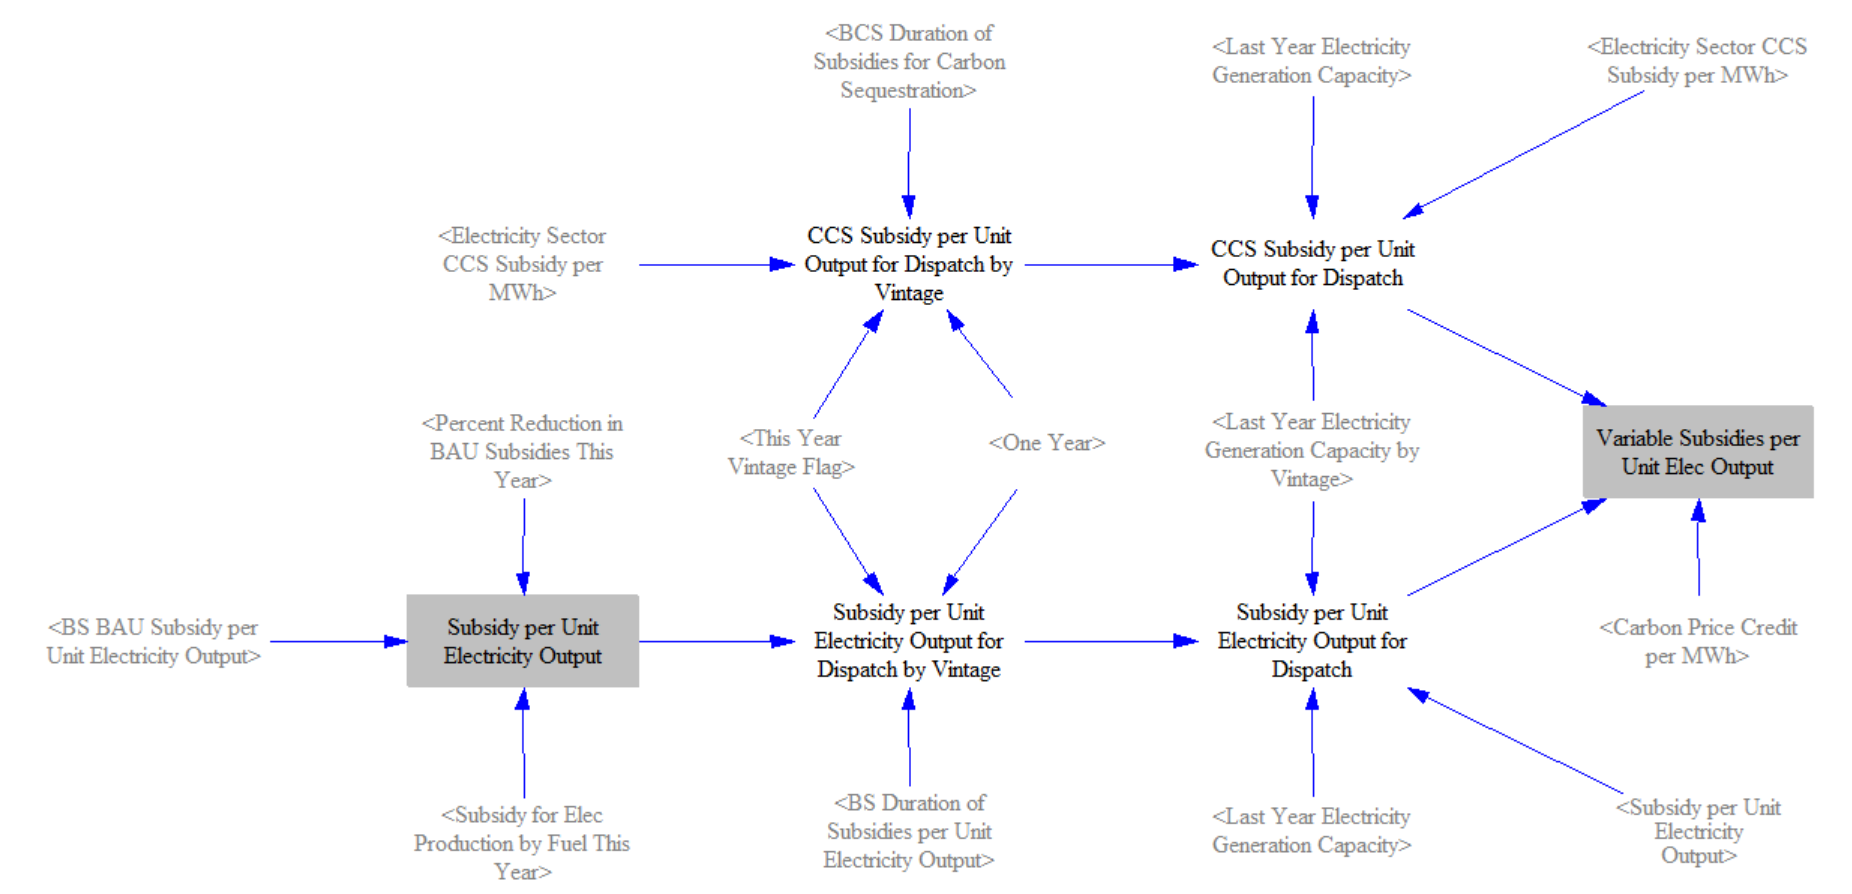 <BCS Duration of
Subsidies for Carbon
Sequestration>
<Last Year Electricity
Generation Capacity>
<Electricity Sector CCS
Subsidy per MWh>
<Electricity Sector
CCS Subsidy per
MWh>
CCS Subsidy per Unit
Output for Dispatch by
Vintage
CCS Subsidy per Unit
Output for Dispatch
<Percent Reduction in
BAU Subsidies This
Year>
<This Year
Vintage Flag>
<One Year>
<Last Year Electricity
Generation Capacity by
Vintage>
Variable Subsidies per
Unit Elec Output
<BS BAU Subsidy per
Unit Electricity Output>
Subsidy per Unit
Electricity Output
Subsidy per Unit
Electricity Output for
Dispatch by Vintage
Subsidy per Unit
Electricity Output for
Dispatch
<Carbon Price Credit
per MWh>
<Subsidy for Elec
Production by Fuel This
Year>
<BS Duration of
Subsidies per Unit
Electricity Output>
<Last Year Electricity
Generation Capacity>
<Subsidy per Unit
Electricity
Output>